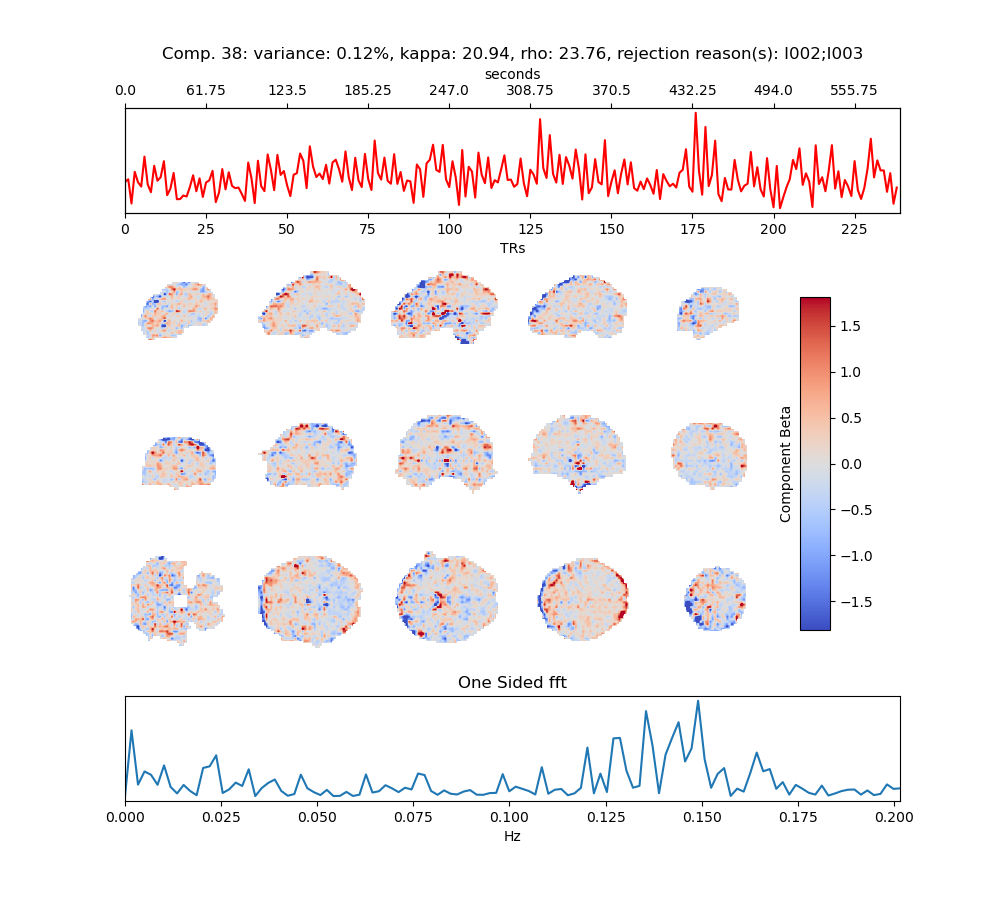 Comp. 38: variance: 0.12%, kappa: 20.94, rho: 23.76, rejection reason(s): I002;I003
seconds
0.0 61.75 123.5 185.25 247.0 308.75 370.5 432.25 494.0 555.75
0 25 50 75 100 125 150 175 200 225
TRs
1.5
1.0
0.5
0.0
−0.5
−1.0
−1.5
Component Beta
One Sided fft
0.000 0.025 0.050 0.075 0.100 0.125 0.150 0.175 0.200
Hz